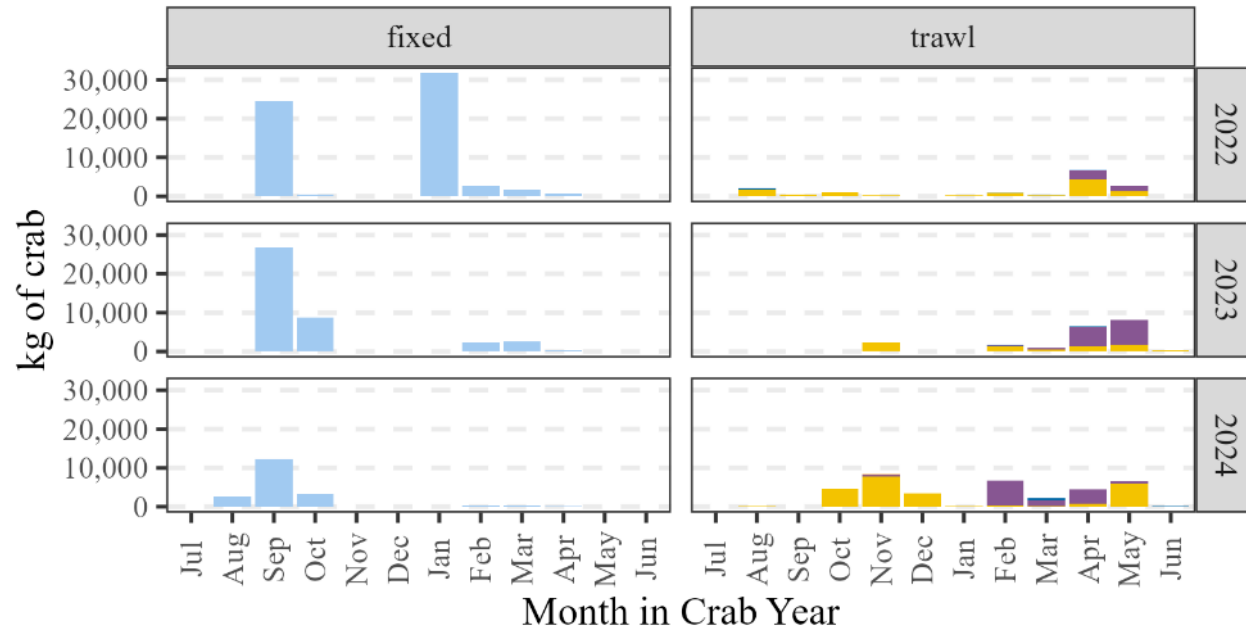 fixed
trawl
kg of crab
30,000
20,000
10,000
0
2022
30,000
20,000
10,000
0
2023
30,000
20,000
10,000
0
2024
Jul Aug Sep Oct Nov Dec Jan Feb Mar Apr May Jun
Jul Aug Sep Oct Nov Dec Jan Feb Mar Apr May Jun
Month in Crab Year